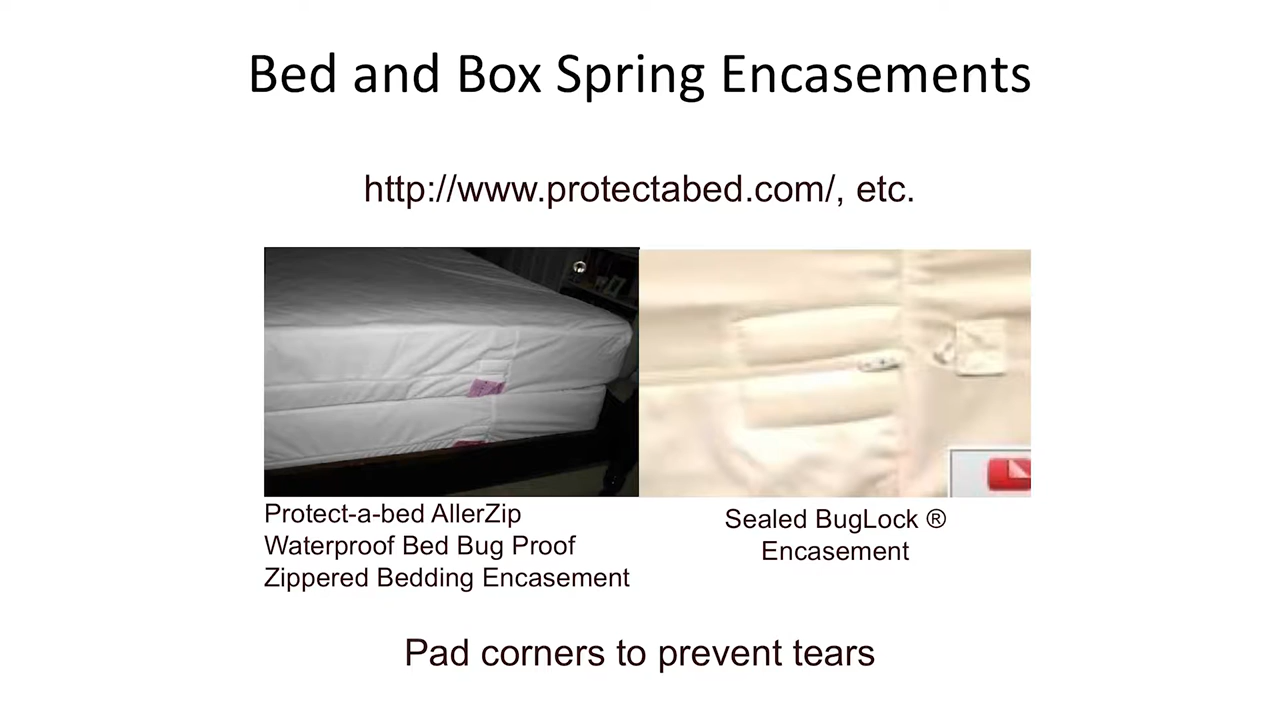 Bed and Box Spring Encasements
http://www.protectabed.com/, etc.
Protect-a-bed AllerZip
Waterproof Bed Bug Proof
Zippered Bedding Encasement
Sealed BugLock ®
Encasement
Pad corners to prevent tears